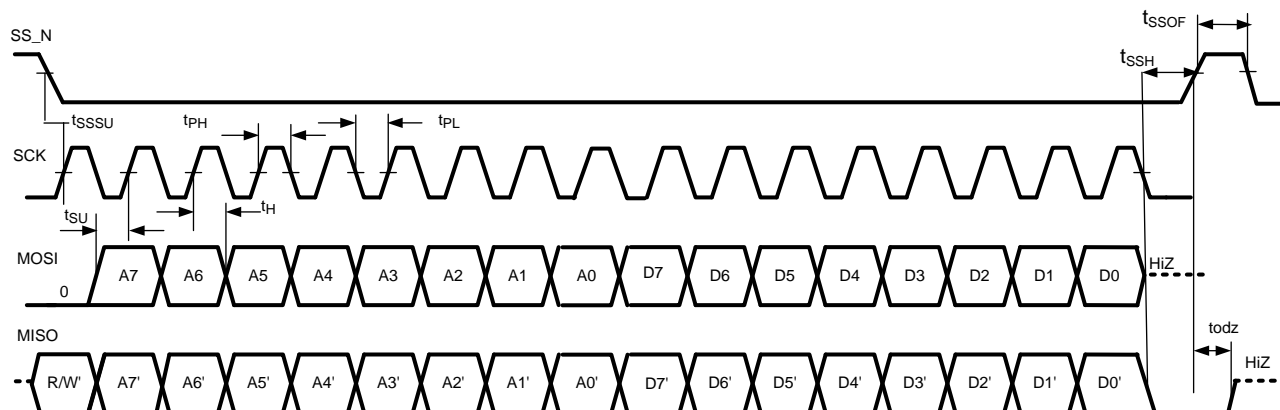 tSSOF
SS_N
tSSH
tSSSU
tPH
tPL
SCK
tSU
tH
MOSI
0 A7 A6 A5 A4 A3 A2 A1 A0 D7 D6 D5 D4 D3 D2 D1 D0 HiZ
MISO
todz
R/W' A7' A6' A5' A4' A3' A2' A1' A0' D7' D6' D5' D4' D3' D2' D1' D0' HiZ